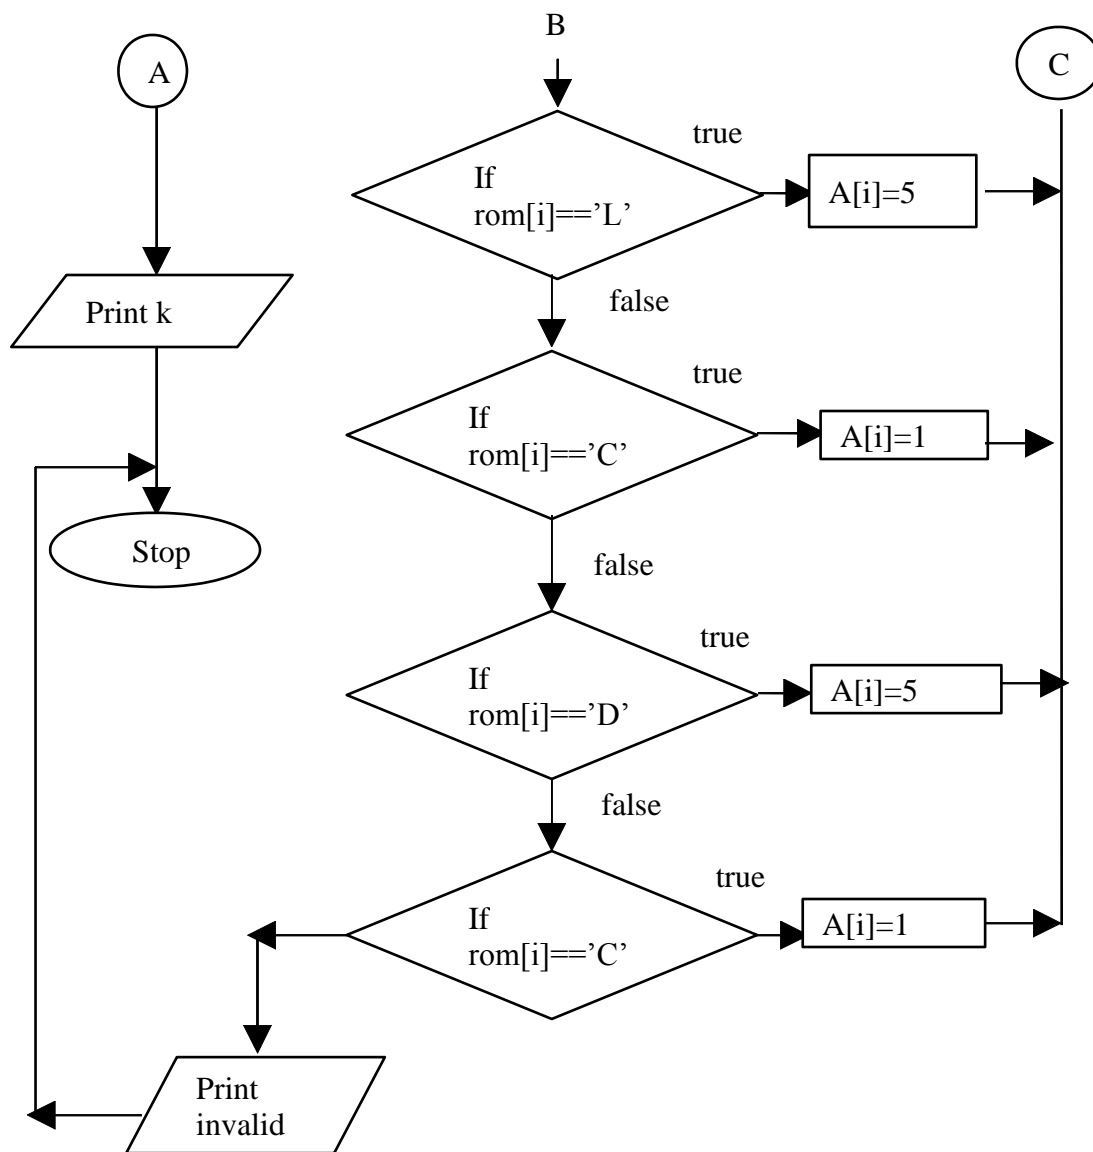 B
A
C
true
If
rom[i]=='L'
A[i]=5
false
Print k
true
If
rom[i]=='C'
A[i]=1
Stop
false
true
If
rom[i]=='D'
A[i]=5
false
true
If
rom[i]=='C'
A[i]=1
Print
invalid